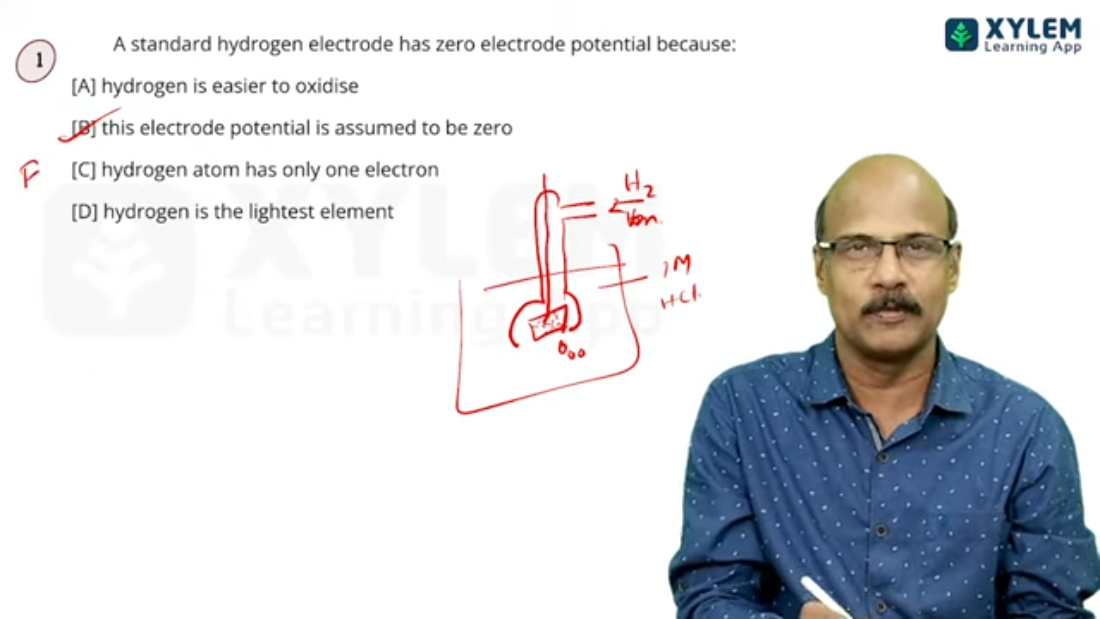 XYLEM
Learning App
1
A standard hydrogen electrode has zero electrode potential because:
[A] hydrogen is easier to oxidise
[B] this electrode potential is assumed to be zero
F
[C] hydrogen atom has only one electron
[D] hydrogen is the lightest element
H2
1M
HCl
XYLEM
Learning App